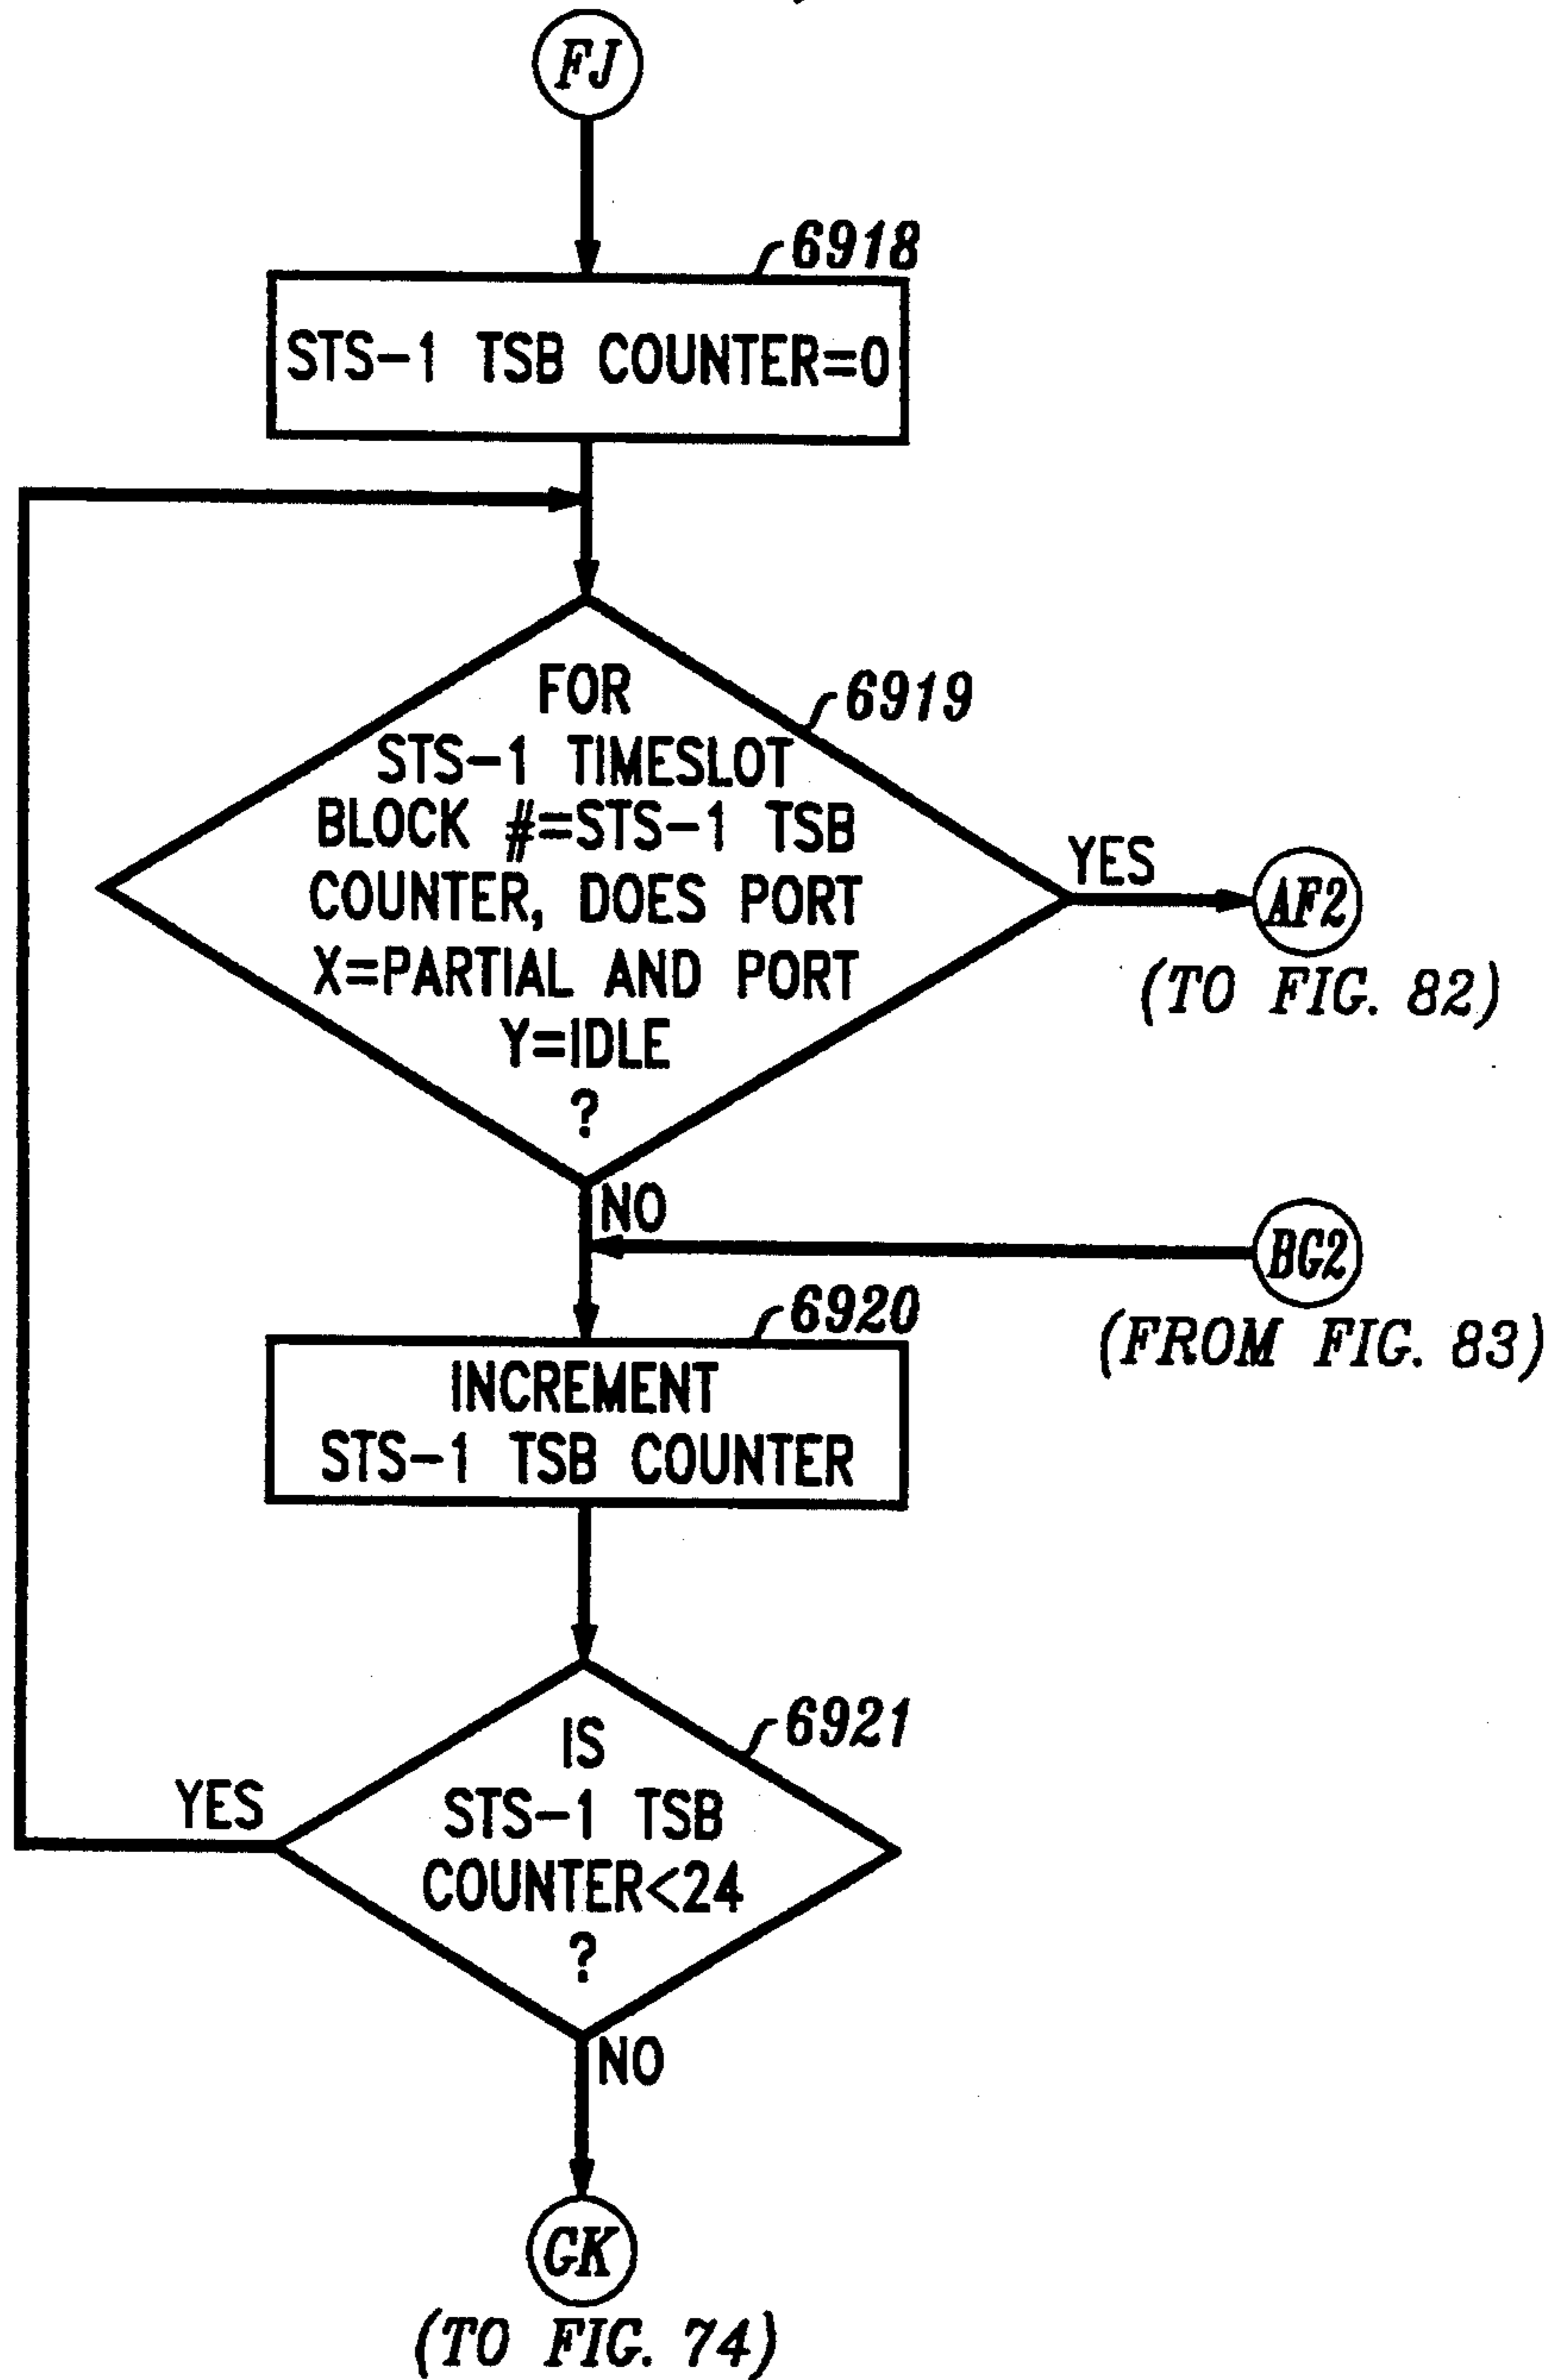 FJ
6918
STS-1 TSB COUNTER=0
6919
FOR
STS-1 TIMESLOT
BLOCK #=STS-1 TSB
COUNTER, DOES PORT
X=PARTIAL AND PORT
Y=IDLE
?
YES
AF2
(TO FIG. 82)
NO
BG2
(FROM FIG. 83)
6920
INCREMENT
STS-1 TSB COUNTER
6921
IS
STS-1 TSB
COUNTER<24
?
YES
NO
GK
(TO FIG. 74)